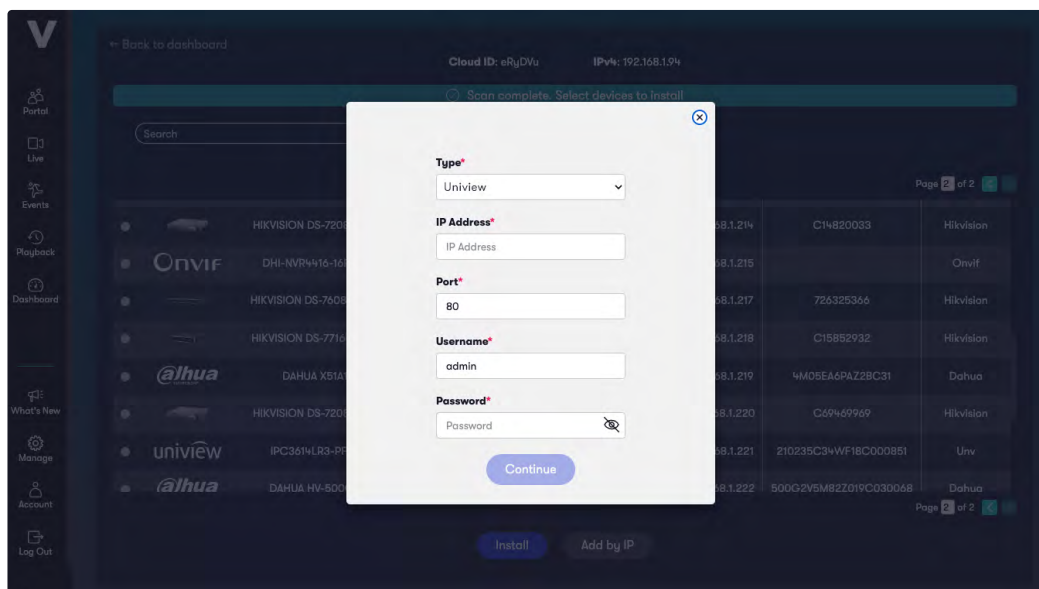 V
← Back to dashboard
Cloud ID: eRyDVu IPv4: 192.168.1.94
Scan complete. Select devices to install
Search
Portal
Live
Events
Playback
Dashboard
What's New
Manage
Account
Log Out
Type*
Uniview
IP Address*
IP Address
Port*
80
Username*
admin
Password*
Password
Continue
Page 2 of 2
HIKVISION DS-720 68.1.214 C14820033 Hikvision
ONVIF DHI-NVR4416-16 68.1.215 Onvif
HIKVISION DS-7608 68.1.217 726325366 Hikvision
HIKVISION DS-7716 68.1.218 C15852932 Hikvision
alhua DAHUA X51A1 68.1.219 4M05EA6PAZ2BC31 Dahua
HIKVISION DS-720 68.1.220 C69469969 Hikvision
uniview IPC3614LR3-PF 68.1.221 210235C34WF18C000851 Unv
alhua DAHUA HV-500 68.1.222 500G2V5M82Z019C030068 Dahua
Page 2 of 2
Install Add by IP